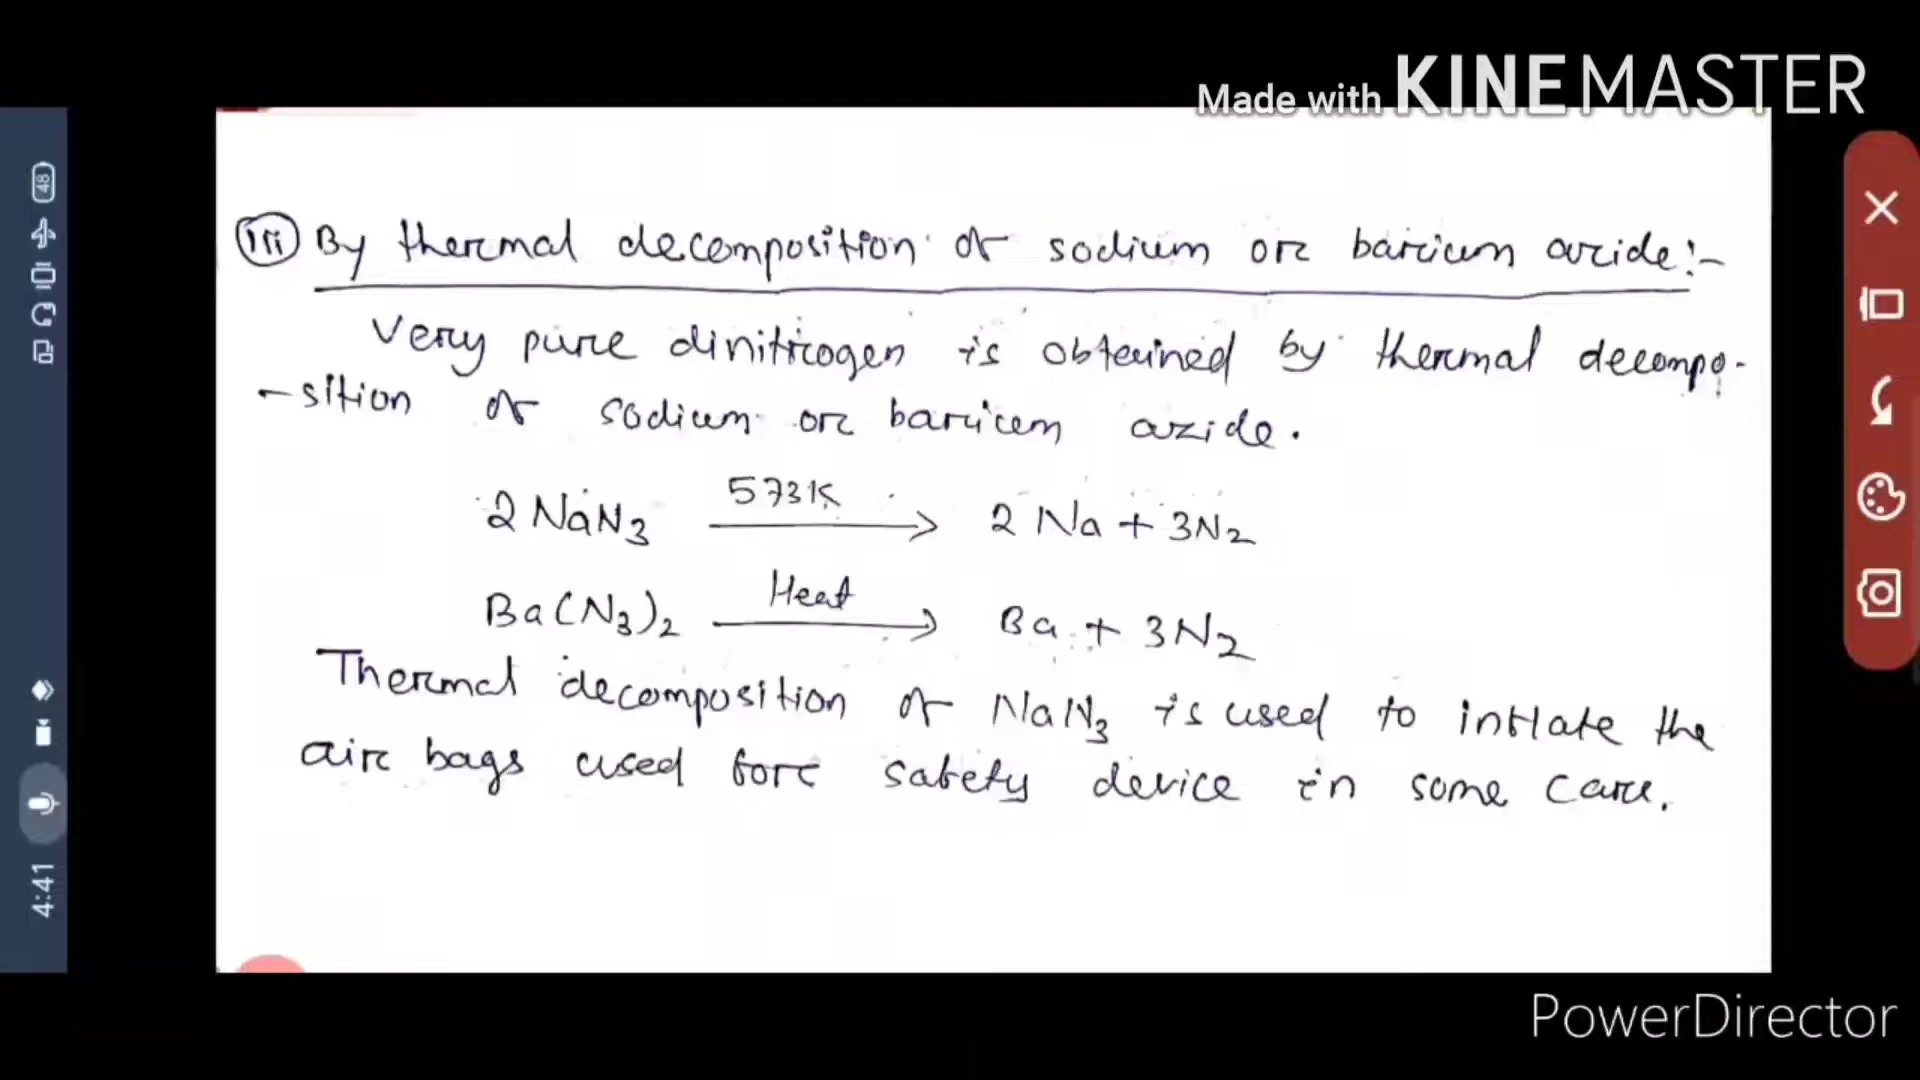 Made with KINEMASTER
48
(iii) By thermal decomposition of sodium or barium azide:-
Very pure dinitrogen is obtained by thermal decompo-
-sition of sodium or barium azide.
2 NaN3 573K → 2 Na + 3N2
Ba(N3)2 Heat → Ba + 3N2
Thermal decomposition of NaN3 is used to inflate the
air bags used for safety device in some care.
4:41
PowerDirector